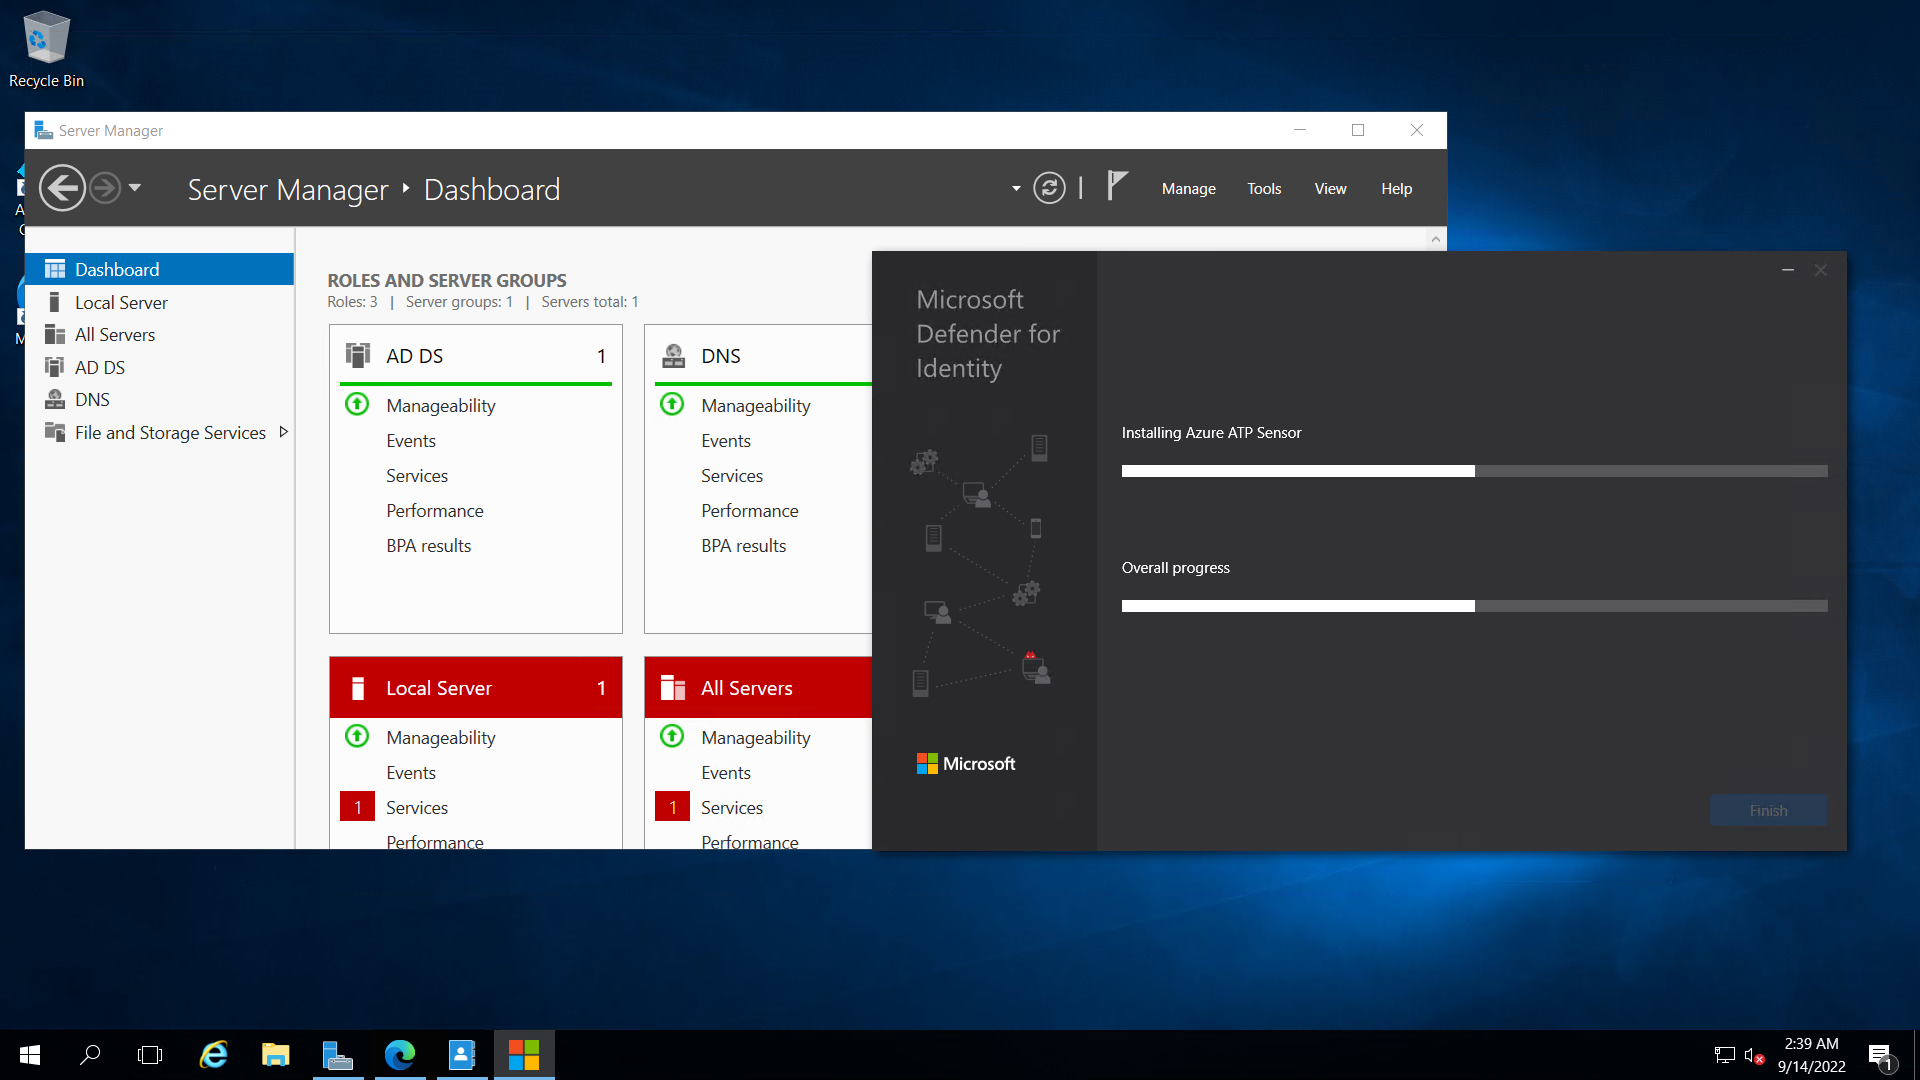 Recycle Bin
Server Manager
Server Manager Dashboard
Manage Tools View Help
Dashboard
Local Server
All Servers
AD DS
DNS
File and Storage Services
ROLES AND SERVER GROUPS
Roles: 3 | Server groups: 1 | Servers total: 1
AD DS 1
Manageability
Events
Services
Performance
BPA results
DNS
Manageability
Events
Services
Performance
BPA results
Local Server 1
Manageability
Events
1 Services
Performance
All Servers
Manageability
Events
1 Services
Performance
Microsoft
Defender for
Identity
Microsoft
Installing Azure ATP Sensor
Overall progress
Finish
2:39 AM
9/14/2022
1